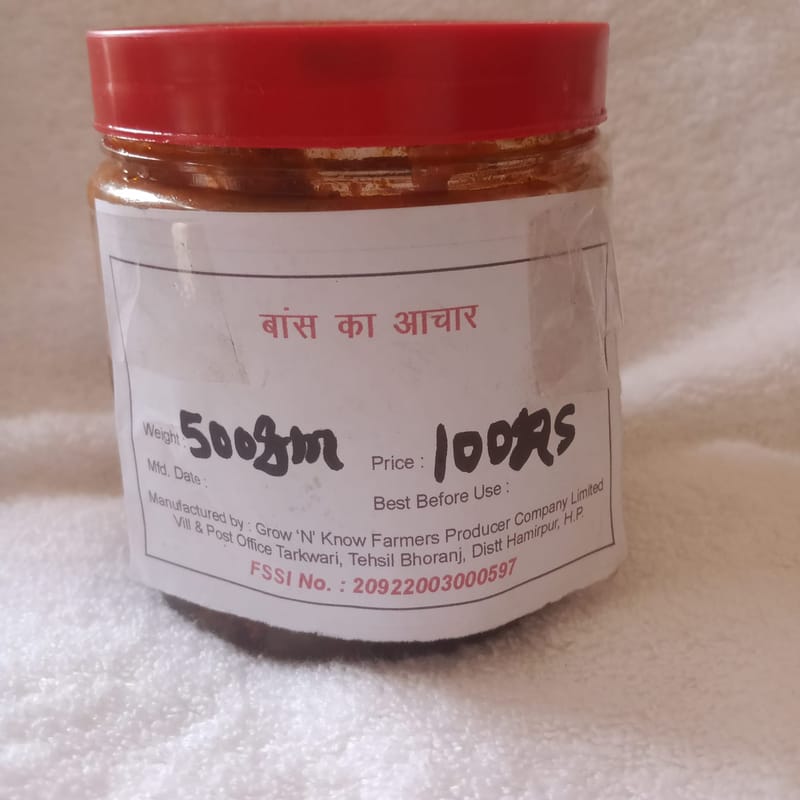 बांस का आचार
Weight : 500gm
Price : 100RS
Mfd. Date :
Best Before Use :
Manufactured by : Grow 'N' Know Farmers Producer Company Limited
Vill & Post Office Tarkwari, Tehsil Bhoranj, Distt Hamirpur, H.P.
FSSI No. : 20922003000597